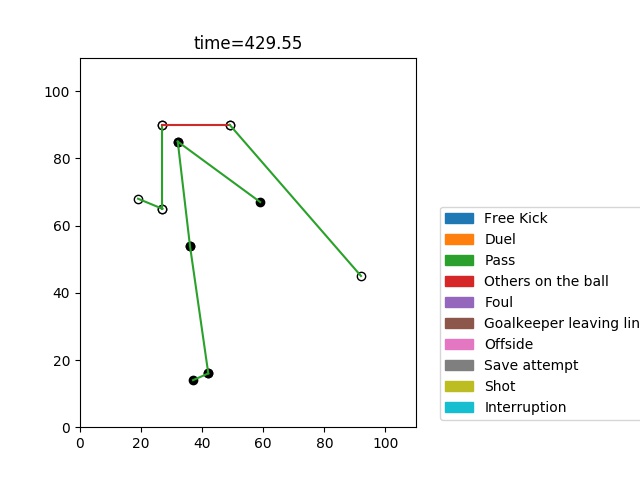 time=429.55
100
80
60
40
20
0
0 20 40 60 80 100
Free Kick
Duel
Pass
Others on the ball
Foul
Goalkeeper leaving lin
Offside
Save attempt
Shot
Interruption